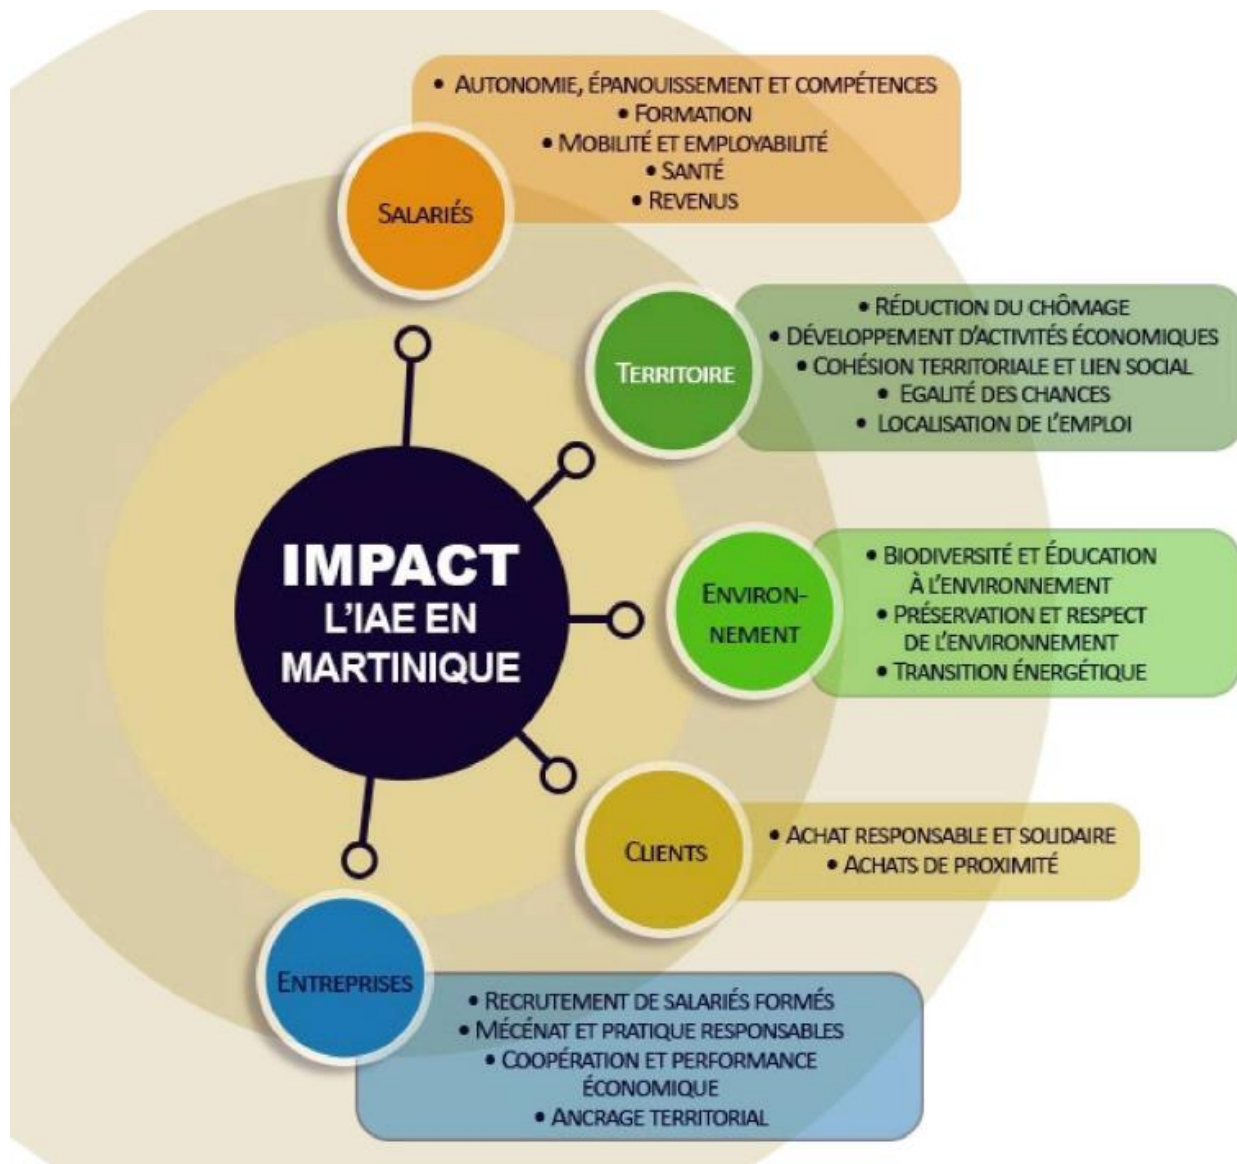 • AUTONOMIE, ÉPANOUISSEMENT ET COMPÉTENCES
• FORMATION
• MOBILITÉ ET EMPLOYABILITÉ
• SANTÉ
• REVENUS
SALARIÉS
• RÉDUCTION DU CHÔMAGE
• DÉVELOPPEMENT D'ACTIVITÉS ÉCONOMIQUES
• COHÉSION TERRITORIALE ET LIEN SOCIAL
• EGALITÉ DES CHANCES
• LOCALISATION DE L'EMPLOI
TERRITOIRE
IMPACT
L'IAE EN
MARTINIQUE
ENVIRON-
NEMENT
• BIODIVERSITÉ ET ÉDUCATION
À L'ENVIRONNEMENT
• PRÉSERVATION ET RESPECT
DE L'ENVIRONNEMENT
• TRANSITION ÉNERGÉTIQUE
CLIENTS
• ACHAT RESPONSABLE ET SOLIDAIRE
• ACHATS DE PROXIMITÉ
ENTREPRISES
• RECRUTEMENT DE SALARIÉS FORMÉS
• MÉCÉNAT ET PRATIQUE RESPONSABLES
• COOPÉRATION ET PERFORMANCE
ÉCONOMIQUE
• ANCRAGE TERRITORIAL